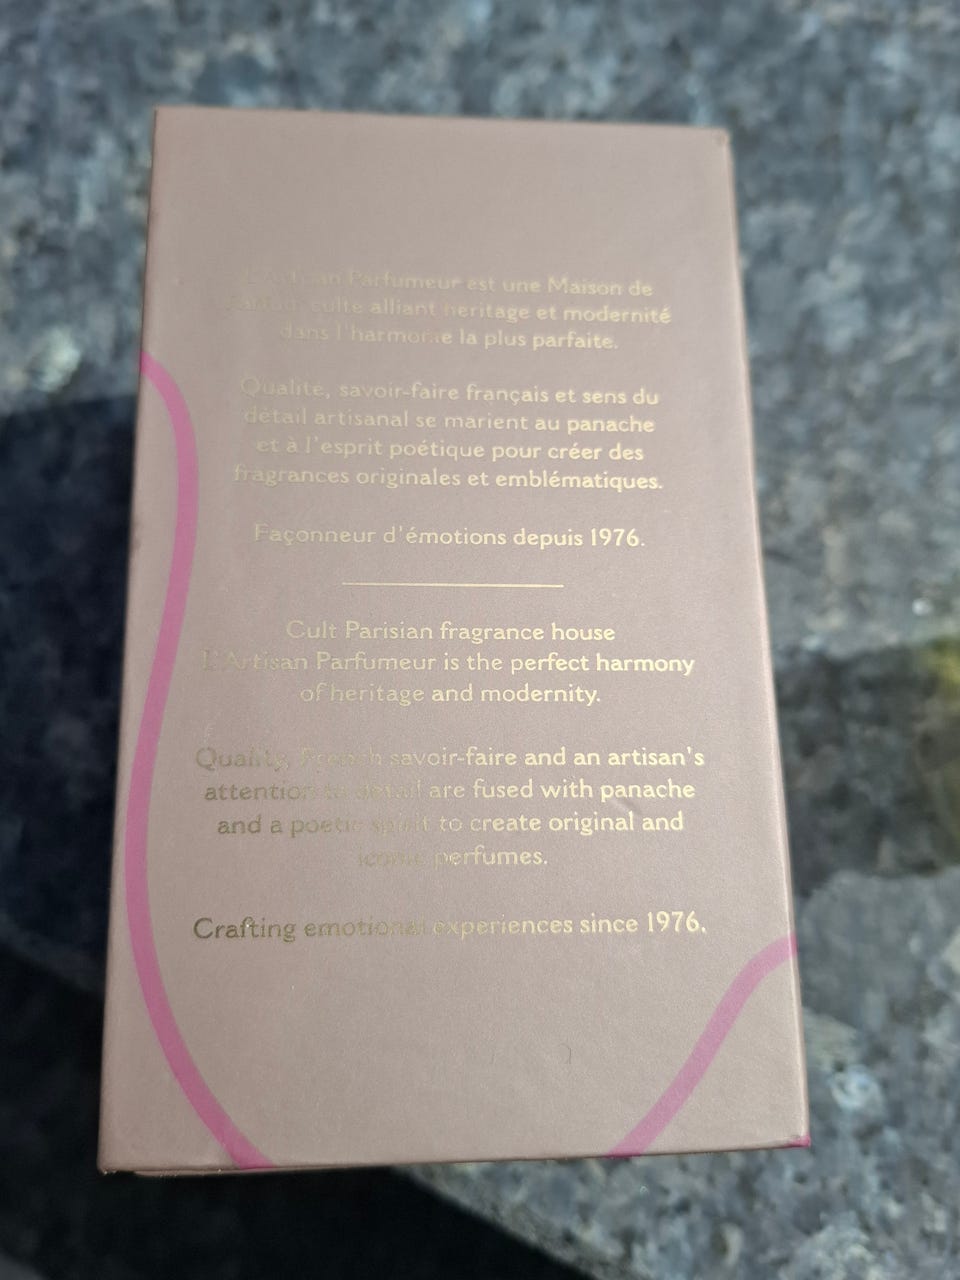 L'Artisan Parfumeur est une Maison de
Parfum culte alliant heritage et modernité
dans l'harmonie la plus parfaite.
Qualité, savoir-faire français et sens du
détail artisanal se marient au panache
et à l'esprit poétique pour créer des
fragrances originales et emblématiques.
Façonneur d'émotions depuis 1976.
Cult Parisian fragrance house
L'Artisan Parfumeur is the perfect harmony
of heritage and modernity.
Quality, French savoir-faire and an artisan's
attention to detail are fused with panache
and a poetic spirit to create original and
iconic perfumes.
Crafting emotional experiences since 1976.